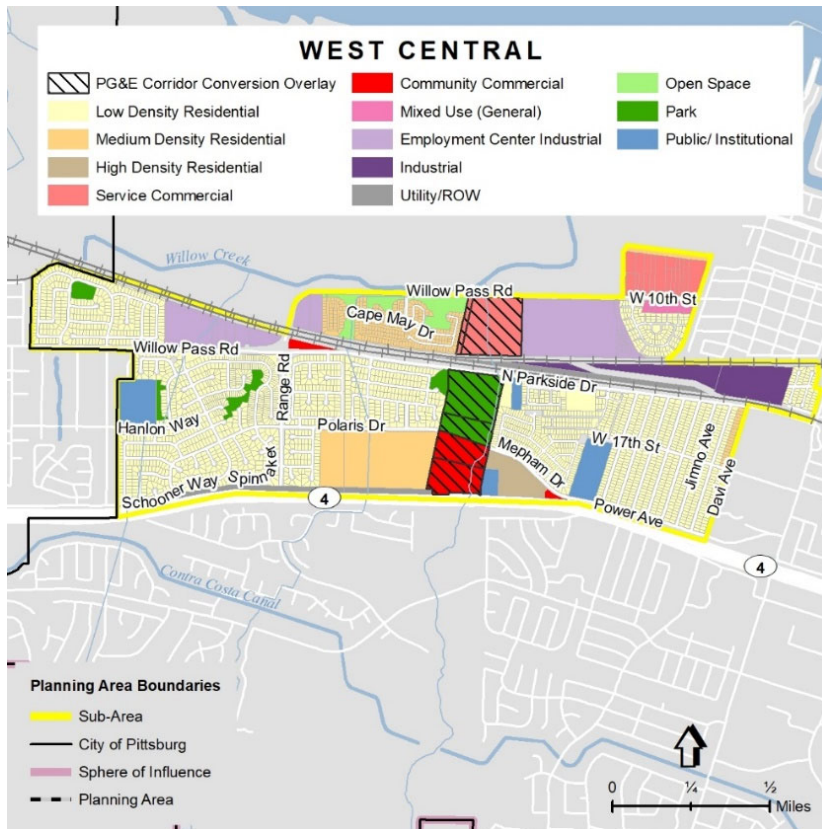 WEST CENTRAL
PG&E Corridor Conversion Overlay
Low Density Residential
Medium Density Residential
High Density Residential
Service Commercial
Community Commercial
Mixed Use (General)
Employment Center Industrial
Industrial
Utility/ROW
Open Space
Park
Public/ Institutional
Willow Creek
Willow Pass Rd
W 10th St
Cape May Dr
Willow Pass Rd
Range Rd
N Parkside Dr
Hanlon Way
Polaris Dr
W 17th St
Mepham Dr
Jimno Ave
Davi Ave
Schooner Way
Spinnaker
4
Power Ave
4
Contra Costa Canal
Planning Area Boundaries
Sub-Area
City of Pittsburg
Sphere of Influence
Planning Area
0 ¼ ½
Miles